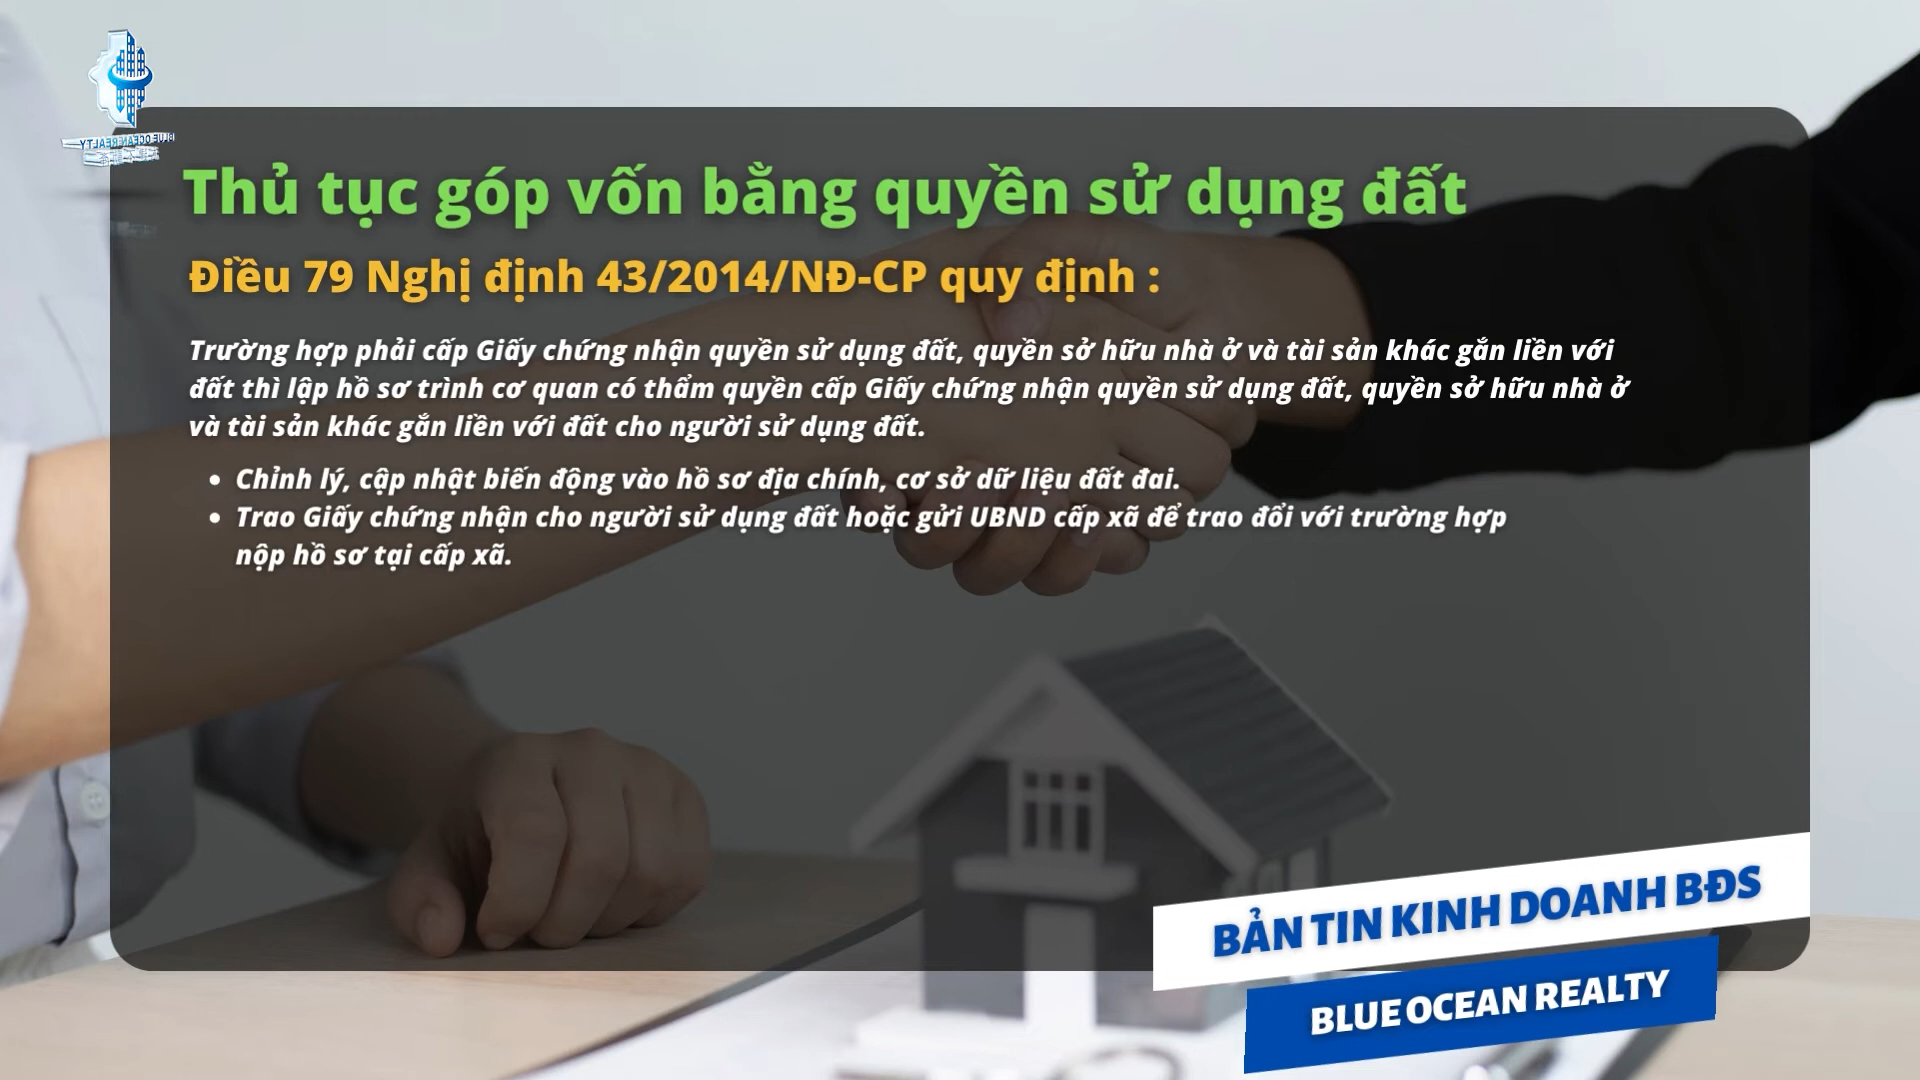 Thủ tục góp vốn bằng quyền sử dụng đất
Điều 79 Nghị định 43/2014/NĐ-CP quy định :
Trường hợp phải cấp Giấy chứng nhận quyền sử dụng đất, quyền sở hữu nhà ở và tài sản khác gắn liền với
đất thì lập hồ sơ trình cơ quan có thẩm quyền cấp Giấy chứng nhận quyền sử dụng đất, quyền sở hữu nhà ở
và tài sản khác gắn liền với đất cho người sử dụng đất.
• Chỉnh lý, cập nhật biến động vào hồ sơ địa chính, cơ sở dữ liệu đất đai.
• Trao Giấy chứng nhận cho người sử dụng đất hoặc gửi UBND cấp xã để trao đổi với trường hợp
nộp hồ sơ tại cấp xã.
BẢN TIN KINH DOANH BĐS
BLUE OCEAN REALTY
BLUE OCEAN REALTY